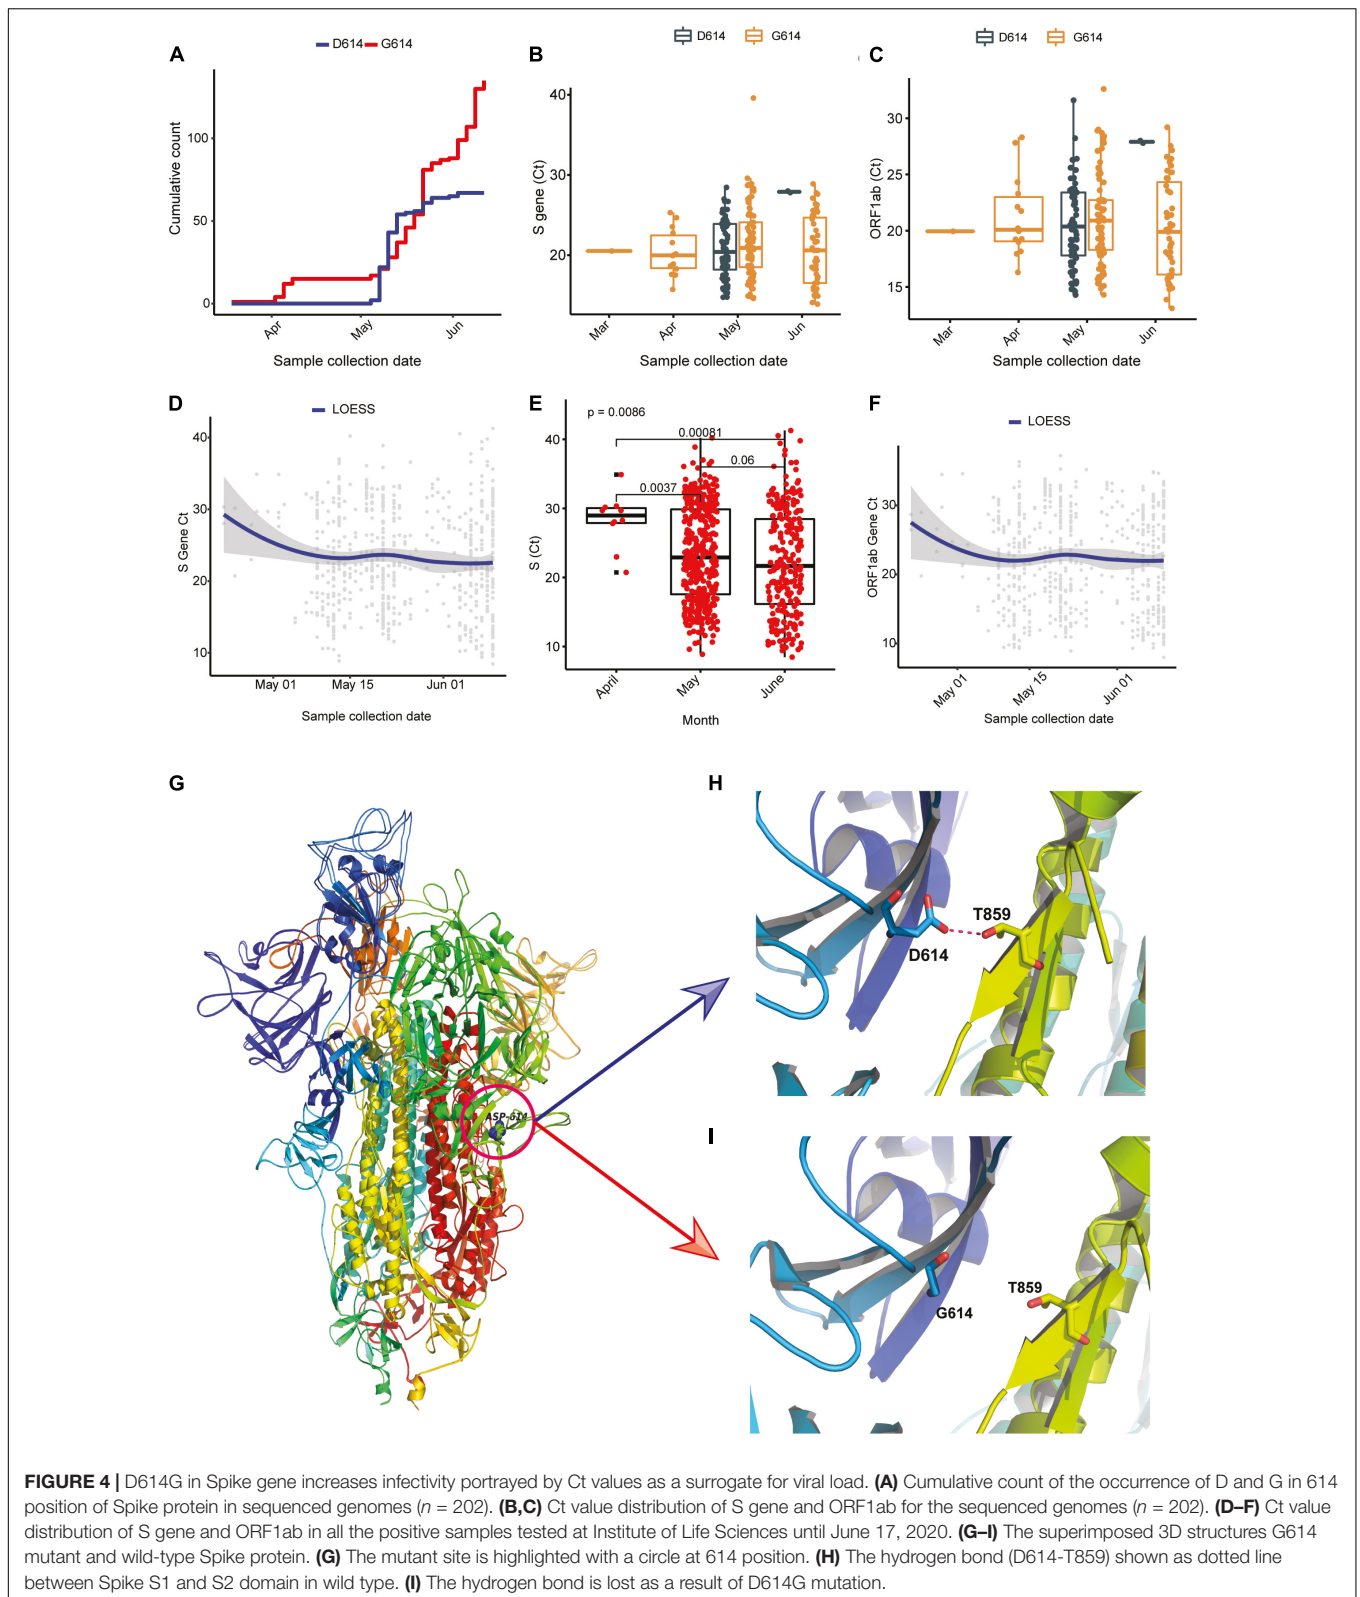 A
D614 G614
Cumulative count
100
50
0
Apr
May
Jun
Sample collection date
B
D614 G614
S gene (Ct)
40
30
20
Mar
Apr
May
Jun
Sample collection date
C
D614 G614
ORF1ab (Ct)
30
25
20
15
Mar
Apr
May
Jun
Sample collection date
D
LOESS
S Gene Ct
40
30
20
10
May 01
May 15
Jun 01
Sample collection date
E
p = 0.0086
0.00081
0.06
0.0037
S (Ct)
40
30
20
10
April
May
June
Month
F
LOESS
ORF1ab Gene Ct
30
20
10
May 01
May 15
Jun 01
Sample collection date
G
ASP-614
H
T859
D614
I
T859
G614
FIGURE 4 | D614G in Spike gene increases infectivity portrayed by Ct values as a surrogate for viral load. (A) Cumulative count of the occurrence of D and G in 614
position of Spike protein in sequenced genomes (n = 202). (B,C) Ct value distribution of S gene and ORF1ab for the sequenced genomes (n = 202). (D–F) Ct value
distribution of S gene and ORF1ab in all the positive samples tested at Institute of Life Sciences until June 17, 2020. (G–I) The superimposed 3D structures G614
mutant and wild-type Spike protein. (G) The mutant site is highlighted with a circle at 614 position. (H) The hydrogen bond (D614-T859) shown as dotted line
between Spike S1 and S2 domain in wild type. (I) The hydrogen bond is lost as a result of D614G mutation.